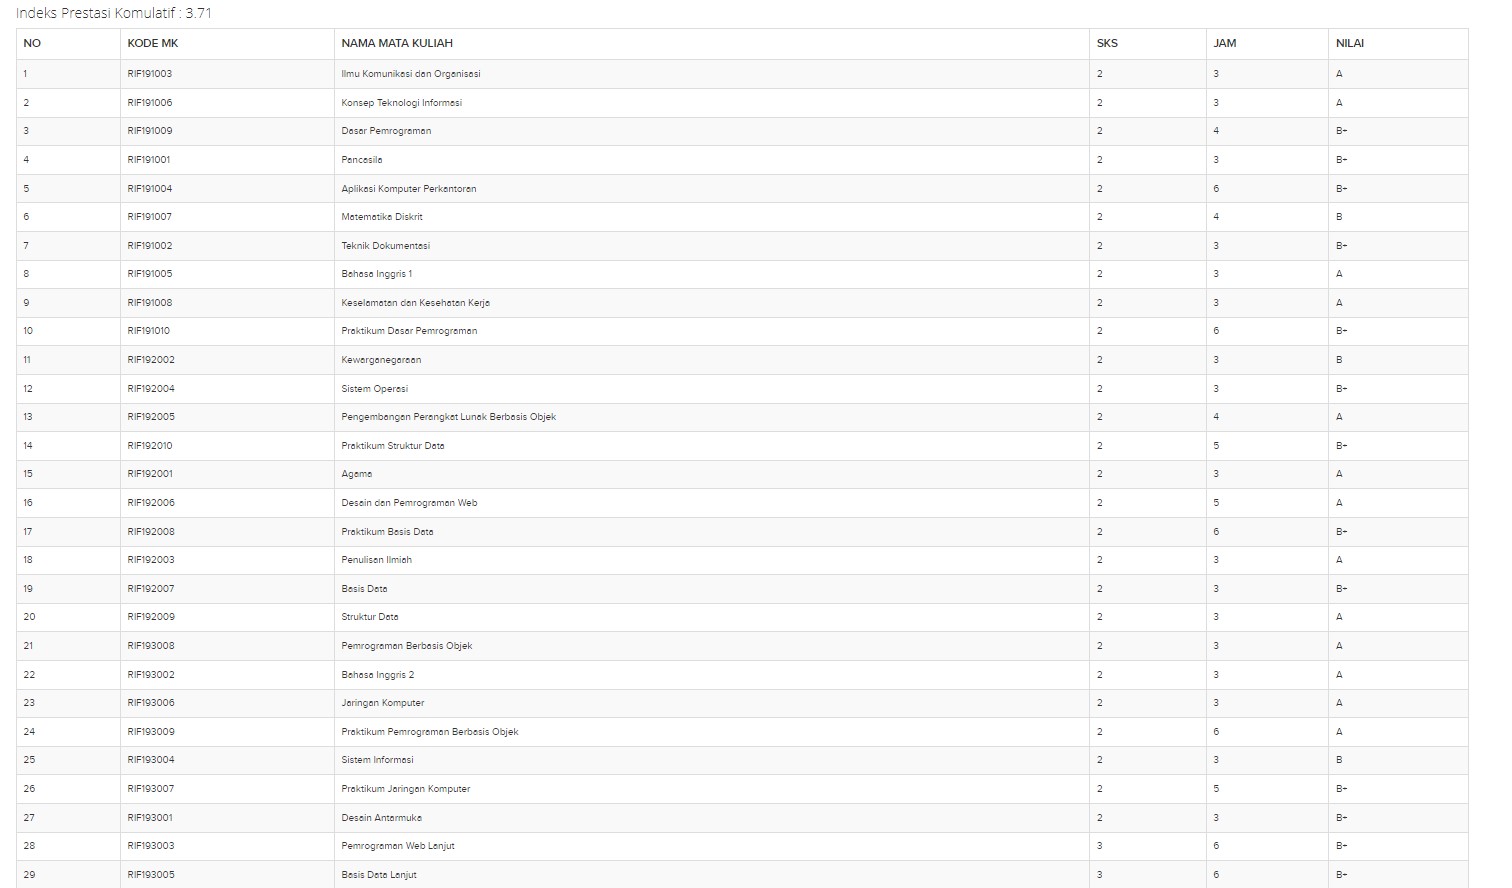 Indeks Prestasi Komulatif : 3.71
NO KODE MK NAMA MATA KULIAH SKS JAM NILAI
1 RIF191003 Ilmu Komunikasi dan Organisasi 2 3 A
2 RIF191006 Konsep Teknologi Informasi 2 3 A
3 RIF191009 Dasar Pemrograman 2 4 B+
4 RIF191001 Pancasila 2 3 B+
5 RIF191004 Aplikasi Komputer Perkantoran 2 6 B+
6 RIF191007 Matematika Diskrit 2 4 B
7 RIF191002 Teknik Dokumentasi 2 3 B+
8 RIF191005 Bahasa Inggris 1 2 3 A
9 RIF191008 Keselamatan dan Kesehatan Kerja 2 3 A
10 RIF191010 Praktikum Dasar Pemrograman 2 6 B+
11 RIF192002 Kewarganegaraan 2 3 B
12 RIF192004 Sistem Operasi 2 3 B+
13 RIF192005 Pengembangan Perangkat Lunak Berbasis Objek 2 4 A
14 RIF192010 Praktikum Struktur Data 2 5 B+
15 RIF192001 Agama 2 3 A
16 RIF192006 Desain dan Pemrograman Web 2 5 A
17 RIF192008 Praktikum Basis Data 2 6 B+
18 RIF192003 Penulisan Ilmiah 2 3 A
19 RIF192007 Basis Data 2 3 B+
20 RIF192009 Struktur Data 2 3 A
21 RIF193008 Pemrograman Berbasis Objek 2 3 A
22 RIF193002 Bahasa Inggris 2 2 3 A
23 RIF193006 Jaringan Komputer 2 3 A
24 RIF193009 Praktikum Pemrograman Berbasis Objek 2 6 A
25 RIF193004 Sistem Informasi 2 3 B
26 RIF193007 Praktikum Jaringan Komputer 2 5 B+
27 RIF193001 Desain Antarmuka 2 3 B+
28 RIF193003 Pemrograman Web Lanjut 3 6 B+
29 RIF193005 Basis Data Lanjut 3 6 B+